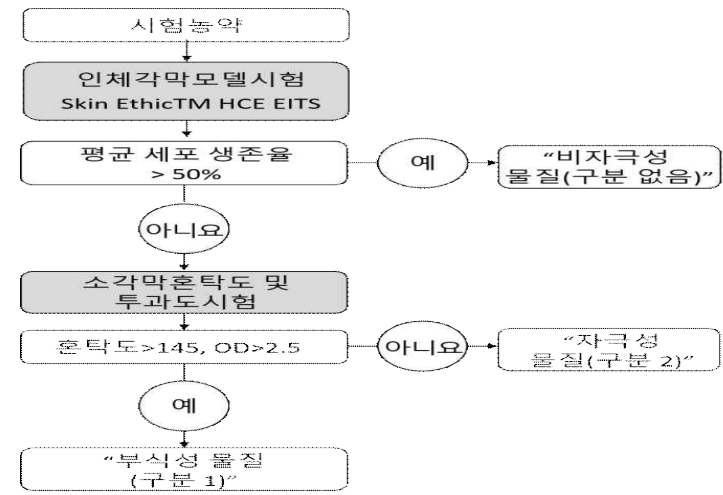 시험농약
인체각막모델시험
Skin EthicTM HCE EITS
평균 세포 생존율
> 50%
예
“비자극성
물질(구분 없음)”
아니요
소각막혼탁도 및
투과도시험
혼탁도>145, OD>2.5
아니요
“자극성
물질(구분 2)”
예
“부식성 물질
(구분 1)”